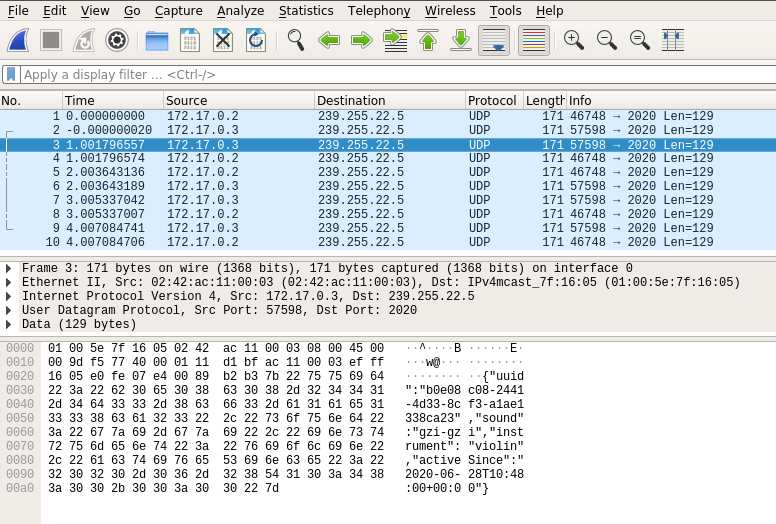 File Edit View Go Capture Analyze Statistics Telephony Wireless Tools Help
Apply a display filter ... <Ctrl-/>
No. Time Source Destination Protocol Length Info
1 0.000000000 172.17.0.2 239.255.22.5 UDP 171 46748 → 2020 Len=129
2 -0.000000020 172.17.0.3 239.255.22.5 UDP 171 57598 → 2020 Len=129
3 1.001796557 172.17.0.3 239.255.22.5 UDP 171 57598 → 2020 Len=129
4 1.001796574 172.17.0.2 239.255.22.5 UDP 171 46748 → 2020 Len=129
5 2.003643136 172.17.0.2 239.255.22.5 UDP 171 46748 → 2020 Len=129
6 2.003643189 172.17.0.3 239.255.22.5 UDP 171 57598 → 2020 Len=129
7 3.005337042 172.17.0.3 239.255.22.5 UDP 171 57598 → 2020 Len=129
8 3.005337007 172.17.0.2 239.255.22.5 UDP 171 46748 → 2020 Len=129
9 4.007084741 172.17.0.3 239.255.22.5 UDP 171 57598 → 2020 Len=129
10 4.007084706 172.17.0.2 239.255.22.5 UDP 171 46748 → 2020 Len=129
Frame 3: 171 bytes on wire (1368 bits), 171 bytes captured (1368 bits) on interface 0
Ethernet II, Src: 02:42:ac:11:00:03 (02:42:ac:11:00:03), Dst: IPv4mcast_7f:16:05 (01:00:5e:7f:16:05)
Internet Protocol Version 4, Src: 172.17.0.3, Dst: 239.255.22.5
User Datagram Protocol, Src Port: 57598, Dst Port: 2020
Data (129 bytes)
0000 01 00 5e 7f 16 05 02 42 ac 11 00 03 08 00 45 00 ··^····B ······E·
0010 00 9d f5 77 40 00 01 11 d1 bf ac 11 00 03 ef ff ···w@··· ········
0020 16 05 e0 fe 07 e4 00 89 b2 b3 7b 22 75 75 69 64 ········ ··{"uuid
0030 22 3a 22 62 30 65 30 38 63 30 38 2d 32 34 34 31 ":"b0e08 c08-2441
0040 2d 34 64 33 33 2d 38 63 66 33 2d 61 31 61 65 31 -4d33-8c f3-a1ae1
0050 33 33 38 63 61 32 33 22 2c 22 73 6f 75 6e 64 22 338ca23" ,"sound"
0060 3a 22 67 7a 69 2d 67 7a 69 22 2c 22 69 6e 73 74 :"gzi-gz i","inst
0070 72 75 6d 65 6e 74 22 3a 22 76 69 6f 6c 69 6e 22 rument": "violin"
0080 2c 22 61 63 74 69 76 65 53 69 6e 63 65 22 3a 22 ,"active Since":"
0090 32 30 32 30 2d 30 36 2d 32 38 54 31 30 3a 34 38 2020-06- 28T10:48
00a0 3a 30 30 2b 30 30 3a 30 30 22 7d :00+00:0 0"}